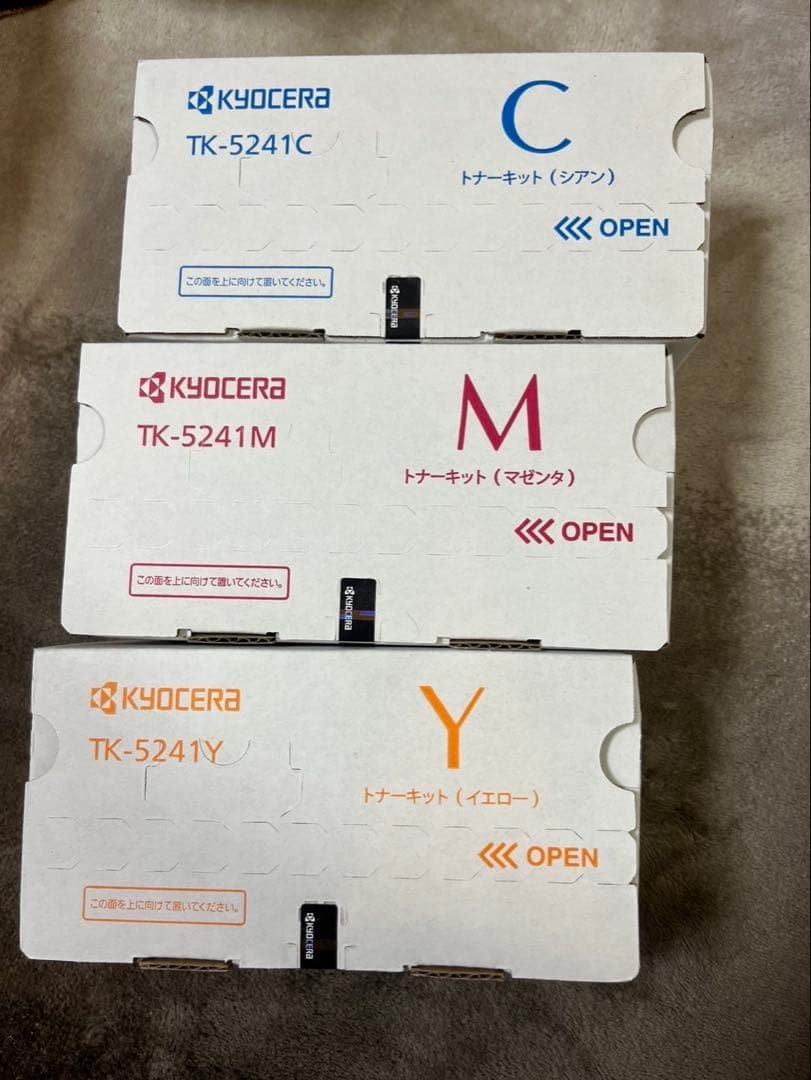 KYOCERA
C
TK-5241C
トナーキット（シアン）
OPEN
この面を上に向けて置いてください。
KYOCERA
KYOCERA
M
TK-5241M
トナーキット（マゼンタ）
OPEN
この面を上に向けて置いてください。
KYOCERA
KYOCERA
Y
TK-5241Y
トナーキット（イエロー）
OPEN
この面を上に向けて置いてください。
KYOCERA